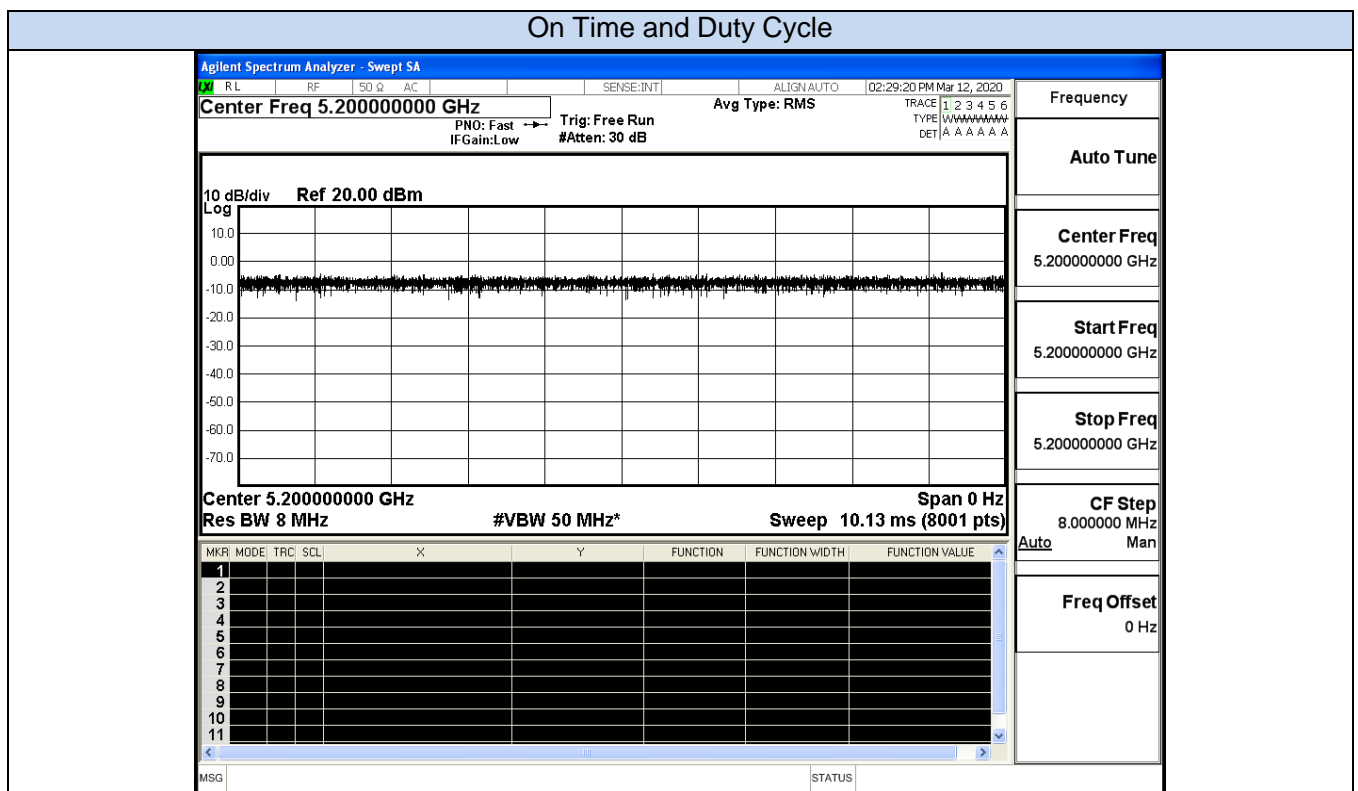 On Time and Duty Cycle
Agilent Spectrum Analyzer - Swept SA
LXI RL RF 50 Ω AC SENSE:INT ALIGN AUTO 02:29:20 PM Mar 12, 2020
Center Freq 5.200000000 GHz Avg Type: RMS TRACE 1 2 3 4 5 6
PNO: Fast Trig: Free Run TYPE WWWWWW
IFGain:Low #Atten: 30 dB DET A A A A A A
10 dB/div Ref 20.00 dBm
Log
10.0
0.00
-10.0
-20.0
-30.0
-40.0
-50.0
-60.0
-70.0
Center 5.200000000 GHz Span 0 Hz
Res BW 8 MHz #VBW 50 MHz* Sweep 10.13 ms (8001 pts)
MKR MODE TRC SCL X Y FUNCTION FUNCTION WIDTH FUNCTION VALUE
1
2
3
4
5
6
7
8
9
10
11
MSG STATUS
Frequency
Auto Tune
Center Freq
5.200000000 GHz
Start Freq
5.200000000 GHz
Stop Freq
5.200000000 GHz
CF Step
8.000000 MHz
Auto Man
Freq Offset
0 Hz